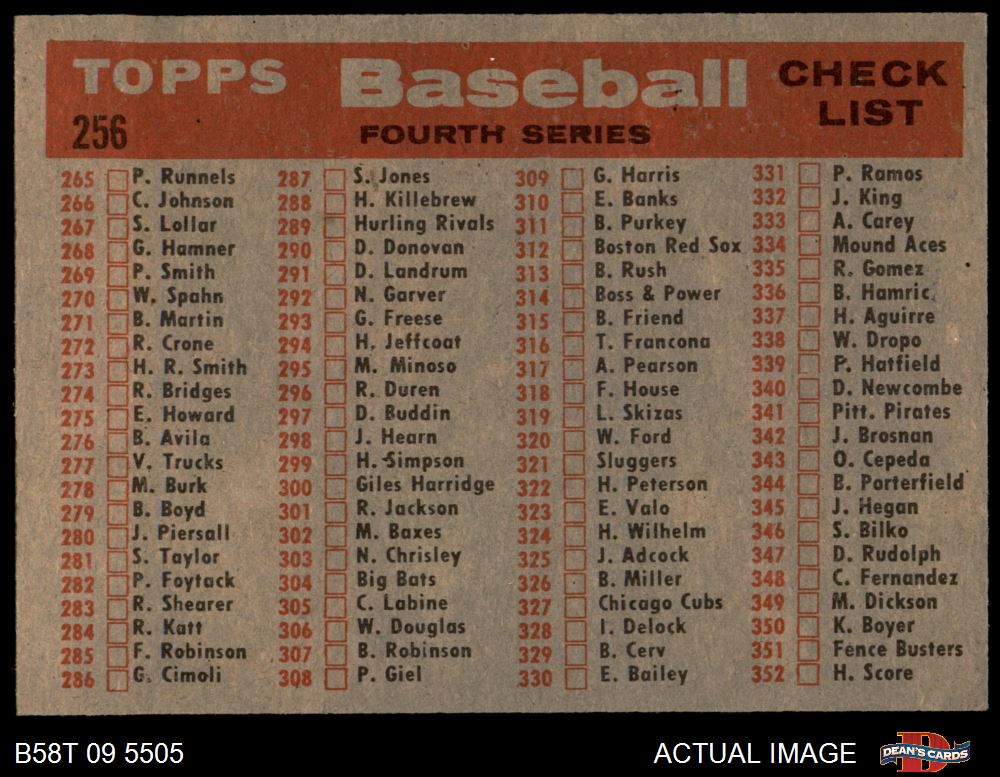 TOPPS Baseball CHECK LIST
256 FOURTH SERIES
265 P. Runnels
266 C. Johnson
267 S. Lollar
268 G. Hamner
269 P. Smith
270 W. Spahn
271 B. Martin
272 R. Crone
273 H. R. Smith
274 R. Bridges
275 E. Howard
276 B. Avila
277 V. Trucks
278 M. Burk
279 B. Boyd
280 J. Piersall
281 S. Taylor
282 P. Foytack
283 R. Shearer
284 R. Katt
285 F. Robinson
286 G. Cimoli
287 S. Jones
288 H. Killebrew
289 Hurling Rivals
290 D. Donovan
291 D. Landrum
292 N. Garver
293 G. Freese
294 H. Jeffcoat
295 M. Minoso
296 R. Duren
297 D. Buddin
298 J. Hearn
299 H. Simpson
300 Giles Harridge
301 R. Jackson
302 M. Baxes
303 N. Chrisley
304 Big Bats
305 C. Labine
306 W. Douglas
307 B. Robinson
308 P. Giel
309 G. Harris
310 E. Banks
311 B. Purkey
312 Boston Red Sox
313 B. Rush
314 Boss & Power
315 B. Friend
316 T. Francona
317 A. Pearson
318 F. House
319 L. Skizas
320 W. Ford
321 Sluggers
322 H. Peterson
323 E. Valo
324 H. Wilhelm
325 J. Adcock
326 B. Miller
327 Chicago Cubs
328 I. Delock
329 B. Cerv
330 E. Bailey
331 P. Ramos
332 J. King
333 A. Carey
334 Mound Aces
335 R. Gomez
336 B. Hamric
337 H. Aguirre
338 W. Dropo
339 P. Hatfield
340 D. Newcombe
341 Pitt. Pirates
342 J. Brosnan
343 O. Cepeda
344 B. Porterfield
345 J. Hegan
346 S. Bilko
347 D. Rudolph
348 C. Fernandez
349 M. Dickson
350 K. Boyer
351 Fence Busters
352 H. Score
B58T 09 5505 ACTUAL IMAGE DEAN'S CARDS